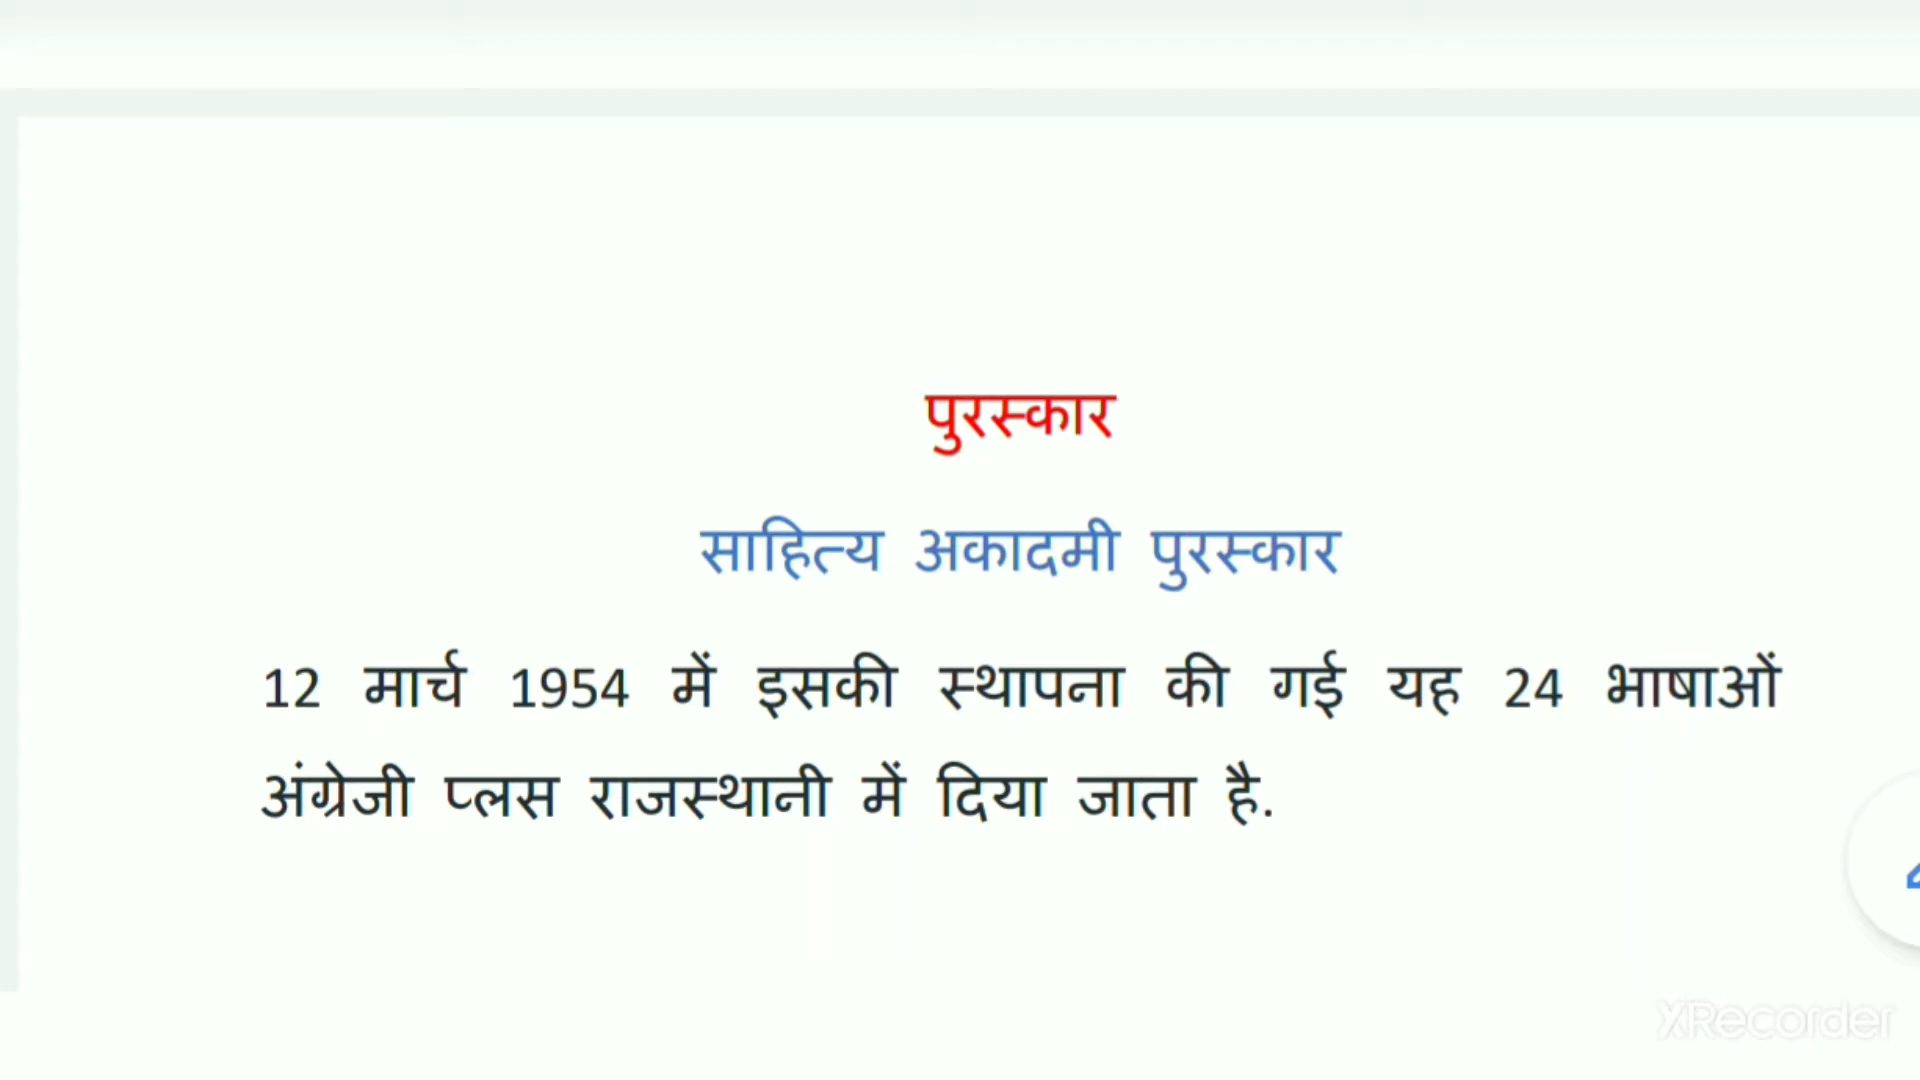 पुरस्कार
साहित्य अकादमी पुरस्कार
12 मार्च 1954 में इसकी स्थापना की गई यह 24 भाषाओं
अंग्रेजी प्लस राजस्थानी में दिया जाता है.
XRecorder